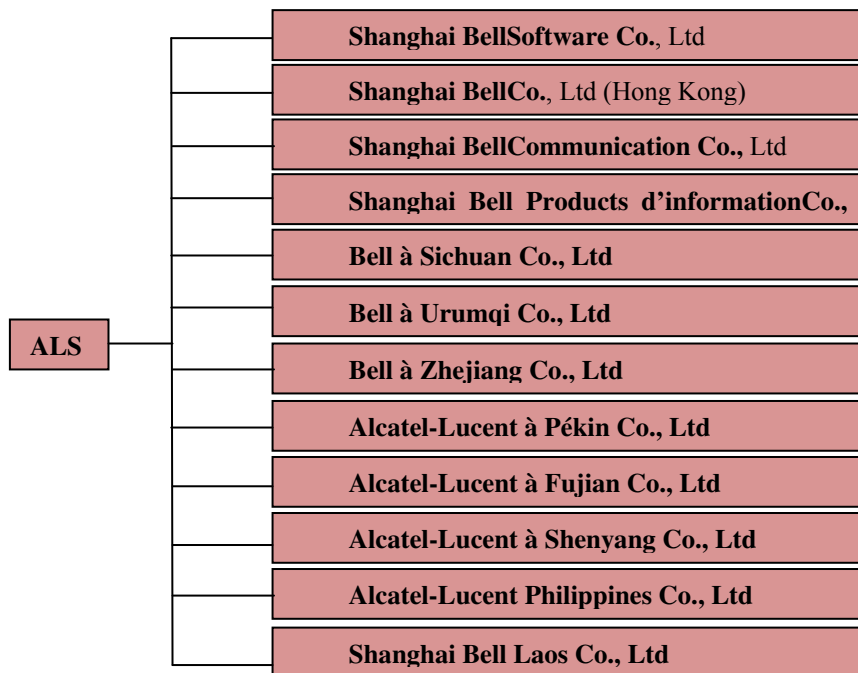 Shanghai BellSoftware Co., Ltd
Shanghai BellCo., Ltd (Hong Kong)
Shanghai BellCommunication Co., Ltd
Shanghai Bell Products d’informationCo.,
Bell à Sichuan Co., Ltd
Bell à Urumqi Co., Ltd
ALS
Bell à Zhejiang Co., Ltd
Alcatel-Lucent à Pékin Co., Ltd
Alcatel-Lucent à Fujian Co., Ltd
Alcatel-Lucent à Shenyang Co., Ltd
Alcatel-Lucent Philippines Co., Ltd
Shanghai Bell Laos Co., Ltd